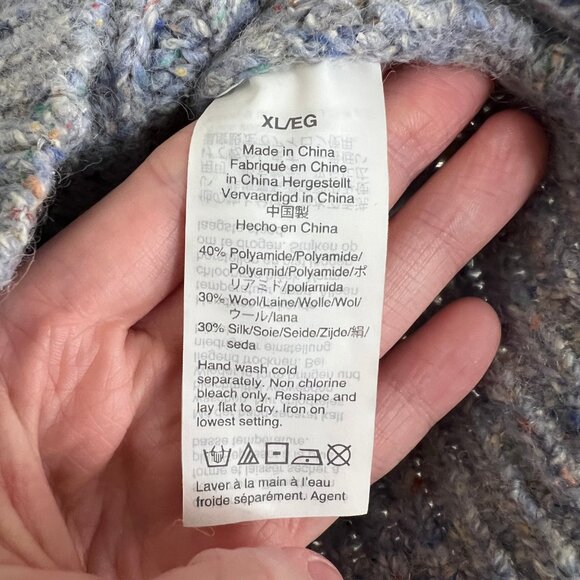 XL/EG
Made in China
Fabriqué en Chine
in China Hergestellt
Vervaardigd in China
中国製
Hecho en China
40% Polyamide/Polyamide/
Polyamid/Polyamide/ポ
リアミド/poliamida
30% Wool/Laine/Wolle/Wol/
ウール/lana
30% Silk/Soie/Seide/Zijde/絹/
seda
Hand wash cold
separately. Non chlorine
bleach only. Reshape and
lay flat to dry. Iron on
lowest setting.
Laver à la main à l'eau
froide séparément. Agent